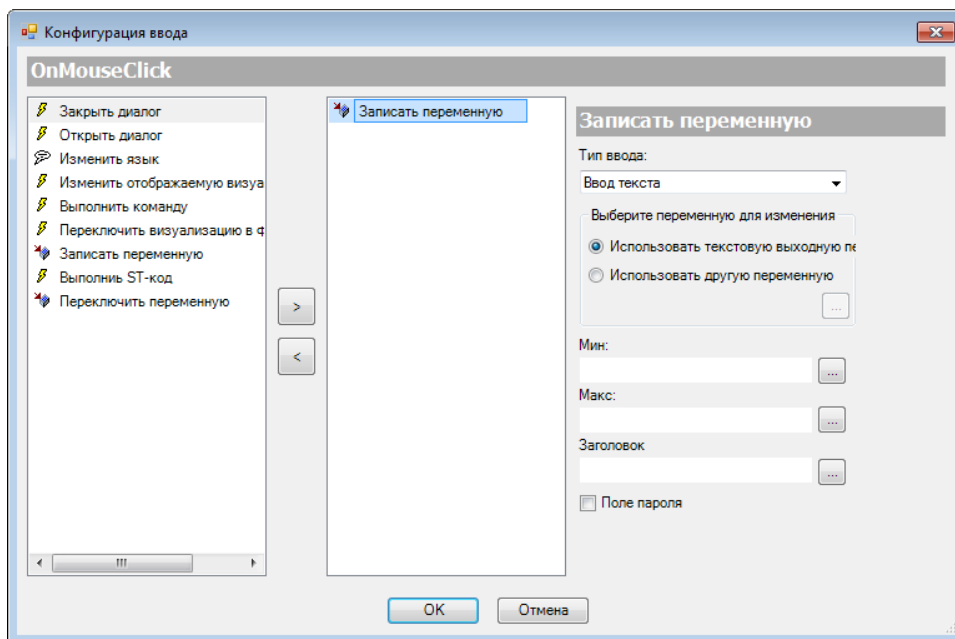 Конфигурация ввода
OnMouseClick
Закрыть диалог
Открыть диалог
Изменить язык
Изменить отображаемую визуа
Выполнить команду
Переключить визуализацию в ф
Записать переменную
Выполниь ST-код
Переключить переменную
>
<
Записать переменную
Записать переменную
Тип ввода:
Ввод текста
Выберите переменную для изменения
Использовать текстовую выходную пе
Использовать другую переменную
...
Мин:
...
Макс:
...
Заголовок
...
Поле пароля
OK
Отмена